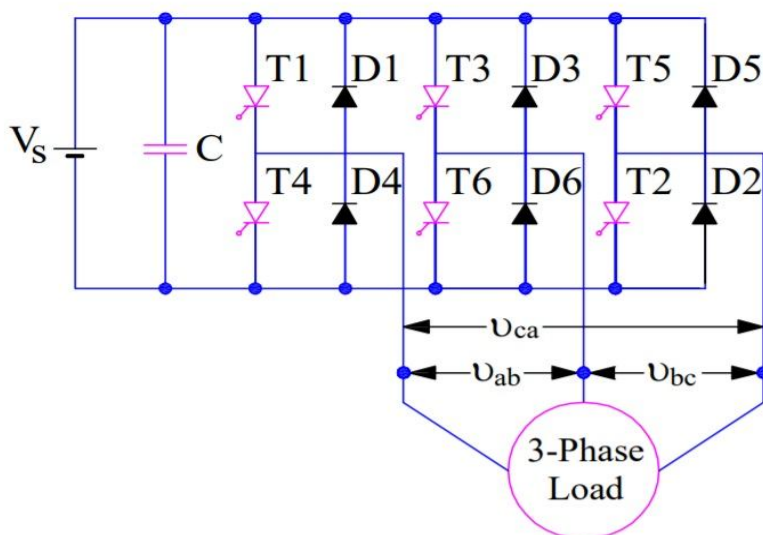 T1 D1 T3 D3 T5 D5
Vs C
T4 D4 T6 D6 T2 D2
υca
υab υbc
3-Phase
Load